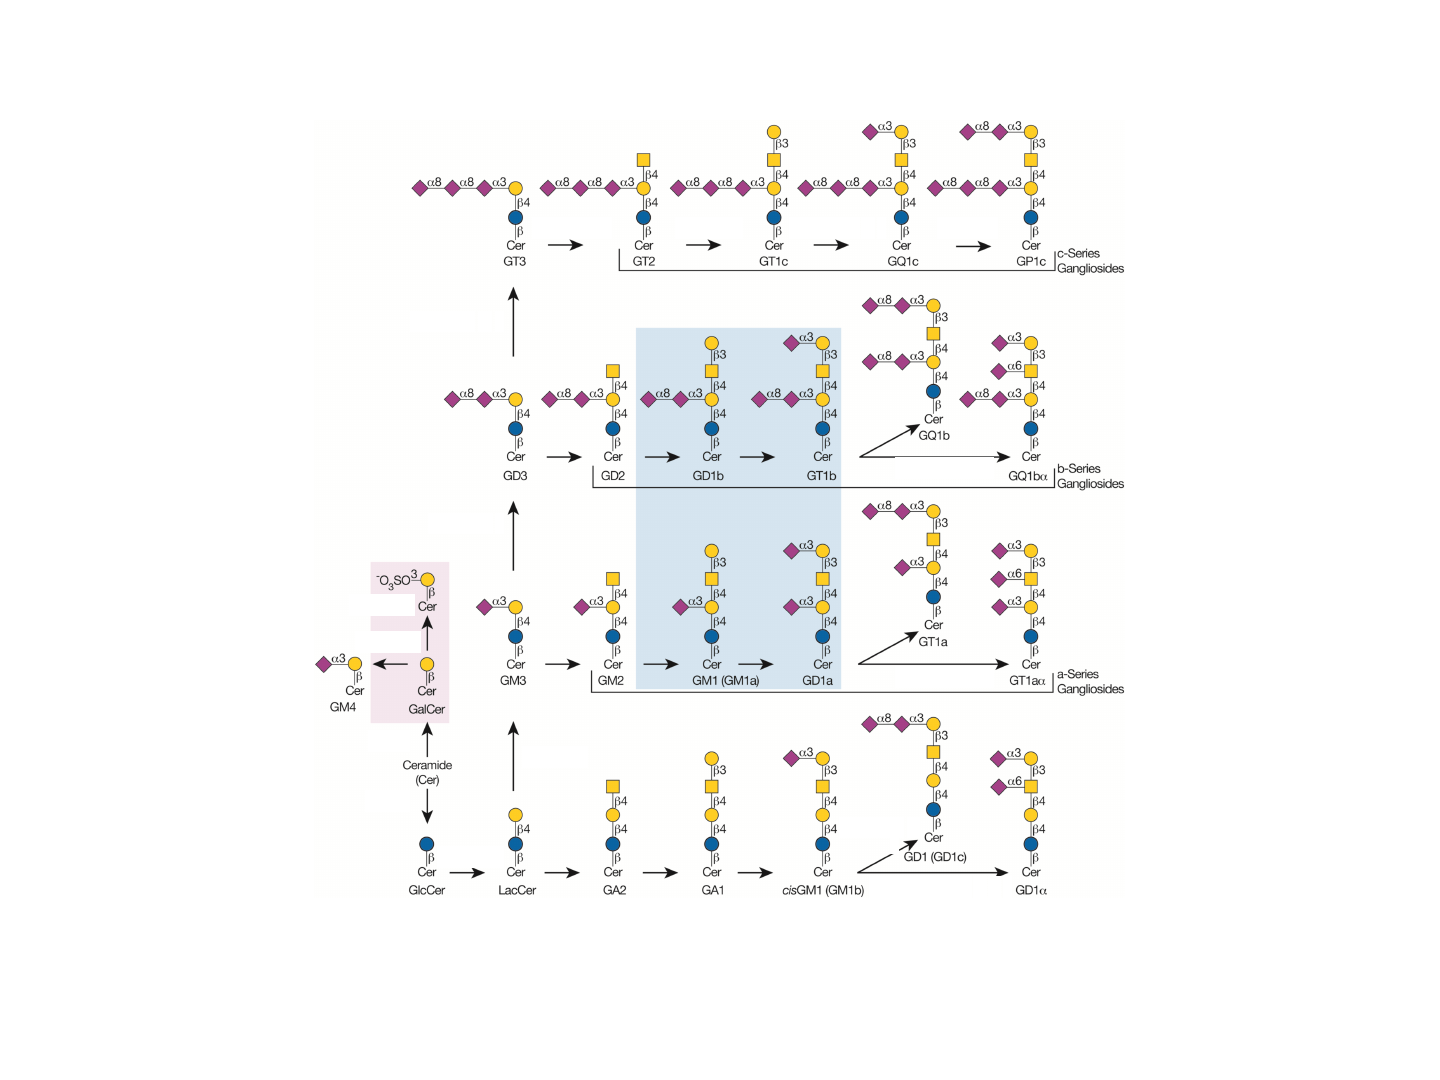 α3
β3
α8 α3
β3
β4
β4
β4
β4
α8 α8 α3
α8 α8 α3
α8 α8 α3
α8 α8 α3
α8 α8 α3
β4
β4
β4
β4
β4
β
β
β
β
β
Cer
Cer
Cer
Cer
Cer
GT3
GT2
GT1c
GQ1c
GP1c
c-Series
Gangliosides
β3
α8 α3
β3
β4
α8 α3
β4
β
Cer
GQ1b
β3
α3
β3
α3
β3
α6
β4
β4
β4
β4
α8 α3
α8 α3
α8 α3
α8 α3
α8 α3
β4
β4
β4
β4
β4
β
β
β
β
β
Cer
Cer
Cer
Cer
Cer
GD3
GD2
GD1b
GT1b
GQ1bα
b-Series
Gangliosides
α8 α3
β3
β4
α3
β4
β
Cer
GT1a
β3
α3
β3
α3
β3
α6
β4
β4
β4
β4
α3
α3
α3
α3
α3
β4
β4
β4
β4
β4
β
β
β
β
β
Cer
Cer
Cer
Cer
Cer
GM3
GM2
GM1 (GM1a)
GD1a
GT1aα
a-Series
Gangliosides
-O3SO3
β
Cer
α3
β
Cer
GM4
β
Cer
GalCer
Ceramide
(Cer)
α8 α3
β3
β4
β4
β
Cer
GD1 (GD1c)
β3
α3
β3
α3
β3
α6
β4
β4
β4
β4
β4
β4
β4
β4
β4
β
β
β
β
β
β
Cer
Cer
Cer
Cer
Cer
Cer
GlcCer
LacCer
GA2
GA1
cisGM1 (GM1b)
GD1α